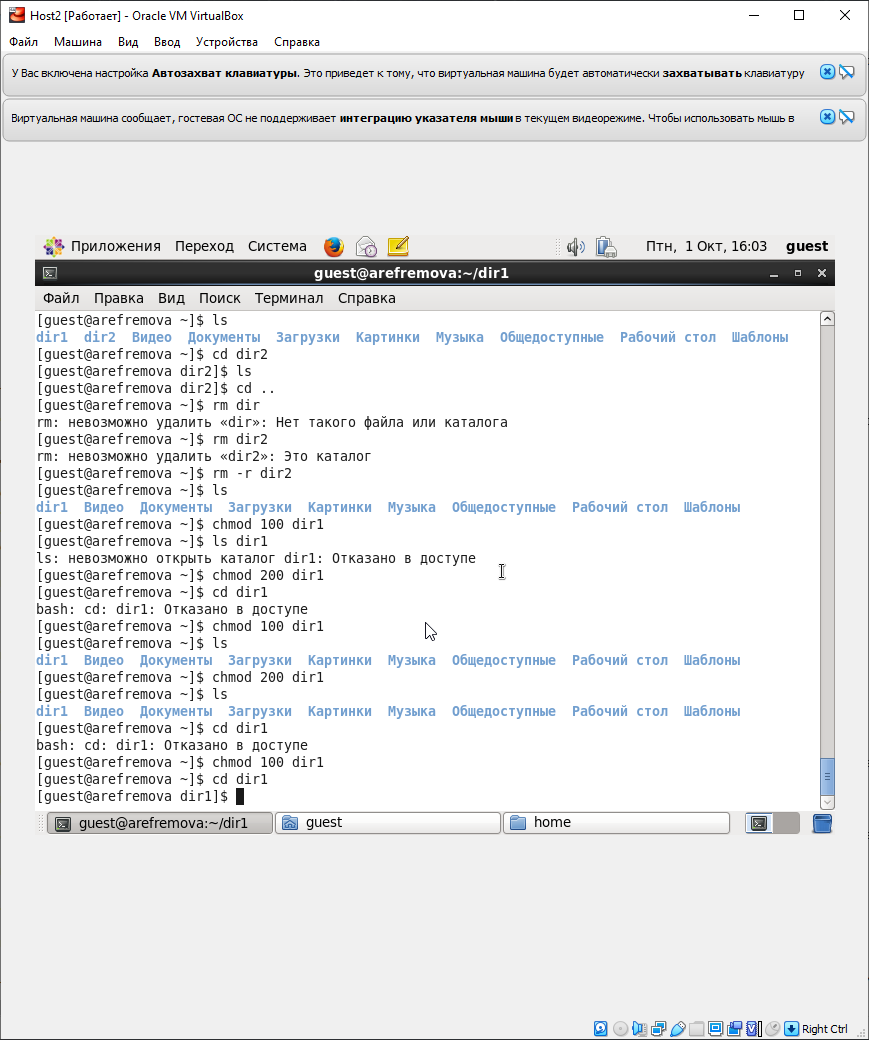 Host2 [Работает] - Oracle VM VirtualBox
Файл Машина Вид Ввод Устройства Справка
У Вас включена настройка Автозахват клавиатуры. Это приведет к тому, что виртуальная машина будет автоматически захватывать клавиатуру
Виртуальная машина сообщает, гостевая ОС не поддерживает интеграцию указателя мыши в текущем видеорежиме. Чтобы использовать мышь в
Приложения Переход Система Птн, 1 Окт, 16:03 guest
guest@arefremova:~/dir1
Файл Правка Вид Поиск Терминал Справка
[guest@arefremova ~]$ ls
dir1 dir2 Видео Документы Загрузки Картинки Музыка Общедоступные Рабочий стол Шаблоны
[guest@arefremova ~]$ cd dir2
[guest@arefremova dir2]$ ls
[guest@arefremova dir2]$ cd ..
[guest@arefremova ~]$ rm dir
rm: невозможно удалить «dir»: Нет такого файла или каталога
[guest@arefremova ~]$ rm dir2
rm: невозможно удалить «dir2»: Это каталог
[guest@arefremova ~]$ rm -r dir2
[guest@arefremova ~]$ ls
dir1 Видео Документы Загрузки Картинки Музыка Общедоступные Рабочий стол Шаблоны
[guest@arefremova ~]$ chmod 100 dir1
[guest@arefremova ~]$ ls dir1
ls: невозможно открыть каталог dir1: Отказано в доступе
[guest@arefremova ~]$ chmod 200 dir1
[guest@arefremova ~]$ cd dir1
bash: cd: dir1: Отказано в доступе
[guest@arefremova ~]$ chmod 100 dir1
[guest@arefremova ~]$ ls
dir1 Видео Документы Загрузки Картинки Музыка Общедоступные Рабочий стол Шаблоны
[guest@arefremova ~]$ chmod 200 dir1
[guest@arefremova ~]$ ls
dir1 Видео Документы Загрузки Картинки Музыка Общедоступные Рабочий стол Шаблоны
[guest@arefremova ~]$ cd dir1
bash: cd: dir1: Отказано в доступе
[guest@arefremova ~]$ chmod 100 dir1
[guest@arefremova ~]$ cd dir1
[guest@arefremova dir1]$
guest@arefremova:~/dir1 guest home
Right Ctrl